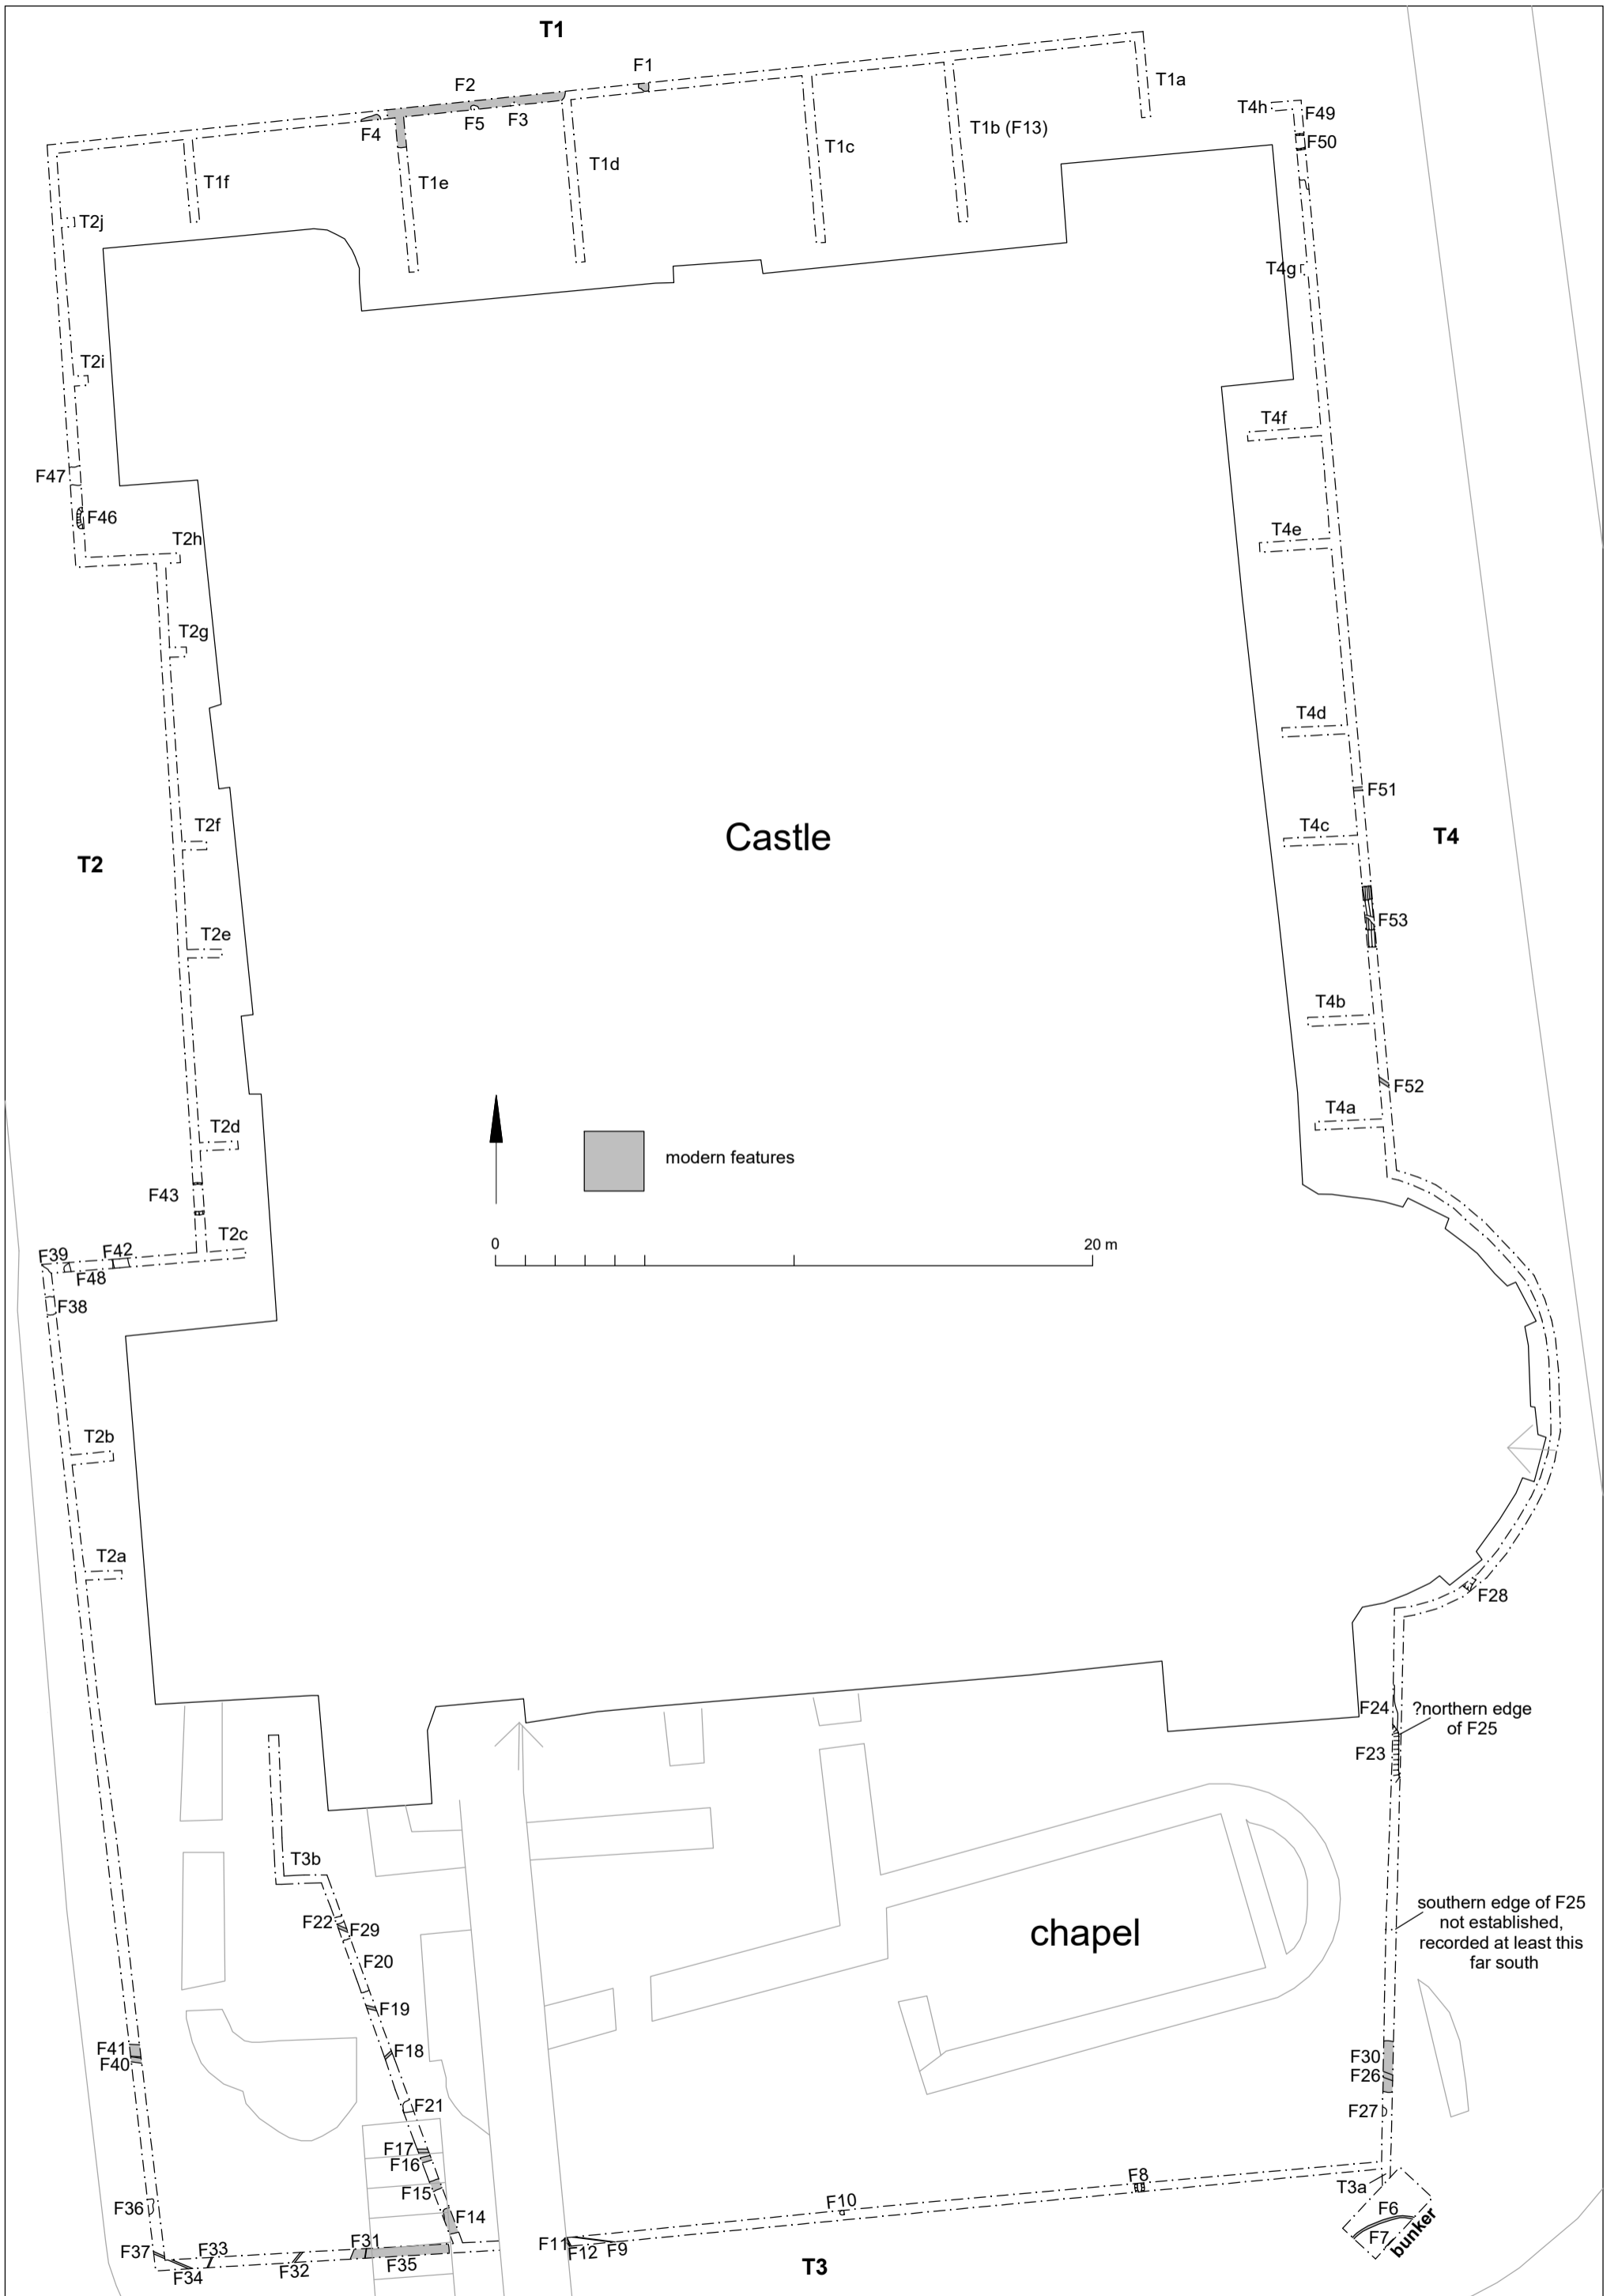 T1
F2
F1
T1a
F4
F5
F3
T4h
F49
F50
T1b (F13)
T1c
T1d
T1e
T1f
T2j
T4g
T2i
T4f
F47
F46
T2h
T4e
T2g
T4d
F51
T2f
T4c
Castle
T2
T4
F53
T2e
T4b
F52
T4a
T2d
modern features
F43
T2c
F39
F42
F48
0
20 m
F38
T2b
T2a
F28
F24
?northern edge
of F25
F23
T3b
F22
F29
F20
chapel
southern edge of F25
not established,
recorded at least this
far south
F19
F18
F41
F40
F30
F26
F27
F21
F17
F16
F15
F14
F8
T3a
F10
F36
F6
F7
bunker
F37
F33
F34
F32
F31
F35
F11
F12
F9
T3